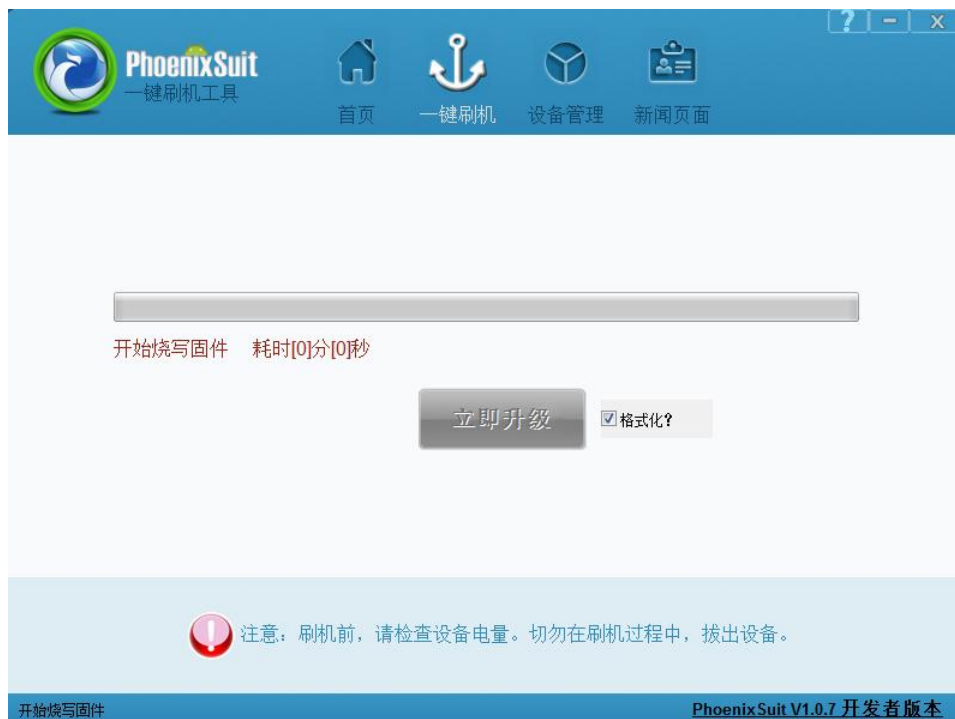 ? - x
PhoenixSuit
一键刷机工具
首页 一键刷机 设备管理 新闻页面
开始烧写固件 耗时[0]分[0]秒
立即升级 格式化?
注意: 刷机前，请检查设备电量。切勿在刷机过程中，拔出设备。
开始烧写固件 PhoenixSuit V1.0.7 开发者版本